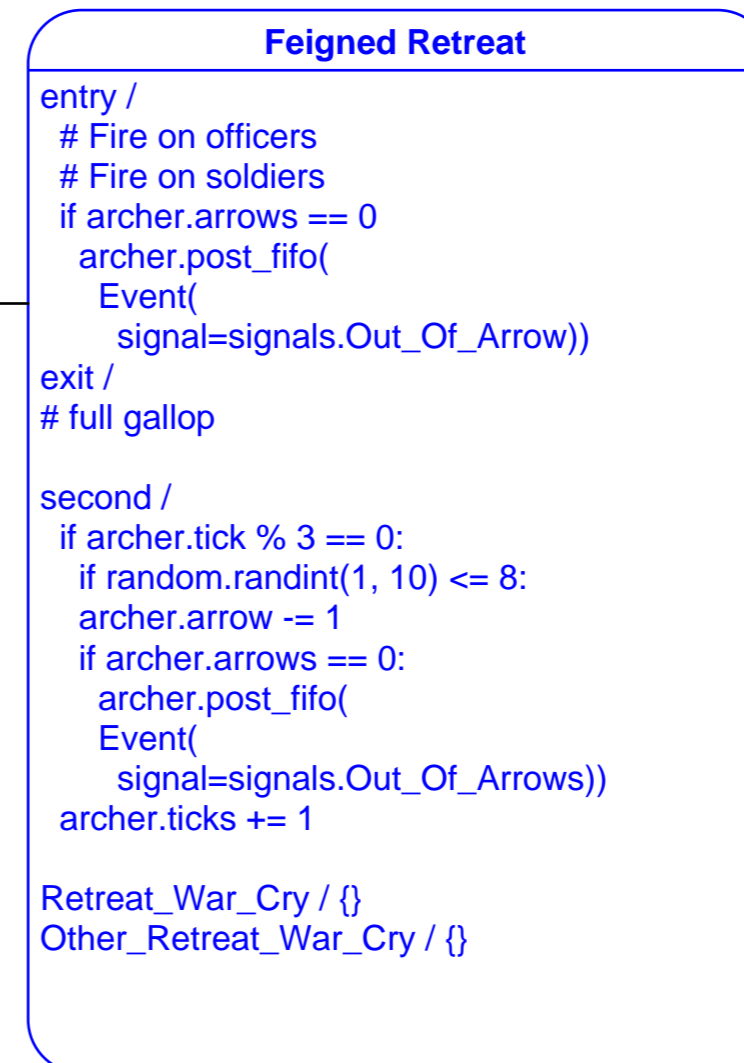 Feigned Retreat
entry /
# Fire on officers
# Fire on soldiers
if archer.arrows == 0
archer.post_fifo(
Event(
signal=signals.Out_Of_Arrow))
exit /
# full gallop
second /
if archer.tick % 3 == 0:
if random.randint(1, 10) <= 8:
archer.arrow -= 1
if archer.arrows == 0:
archer.post_fifo(
Event(
signal=signals.Out_Of_Arrows))
archer.ticks += 1
Retreat_War_Cry / {}
Other_Retreat_War_Cry / {}